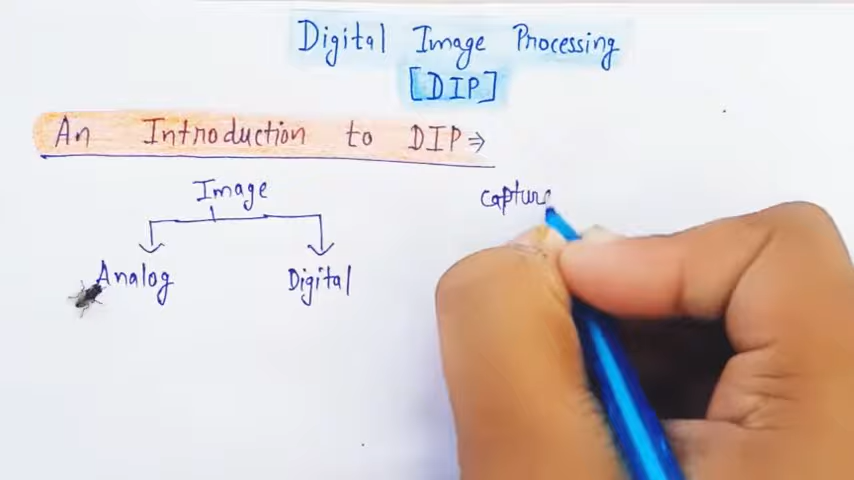 Digital Image Processing
[DIP]
An Introduction to DIP⇒
Image
Analog
Digital
capture